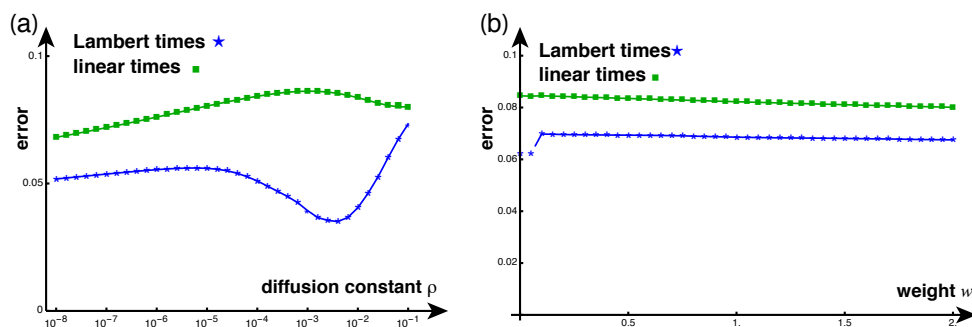 (a)
Lambert times
linear times
error
0.1
0.05
0
diffusion constant ρ
10⁻⁸ 10⁻⁷ 10⁻⁶ 10⁻⁵ 10⁻⁴ 10⁻³ 10⁻² 10⁻¹
(b)
Lambert times
linear times
error
0.1
0.08
0.06
0.04
0.02
weight w
0.5 1. 1.5 2.